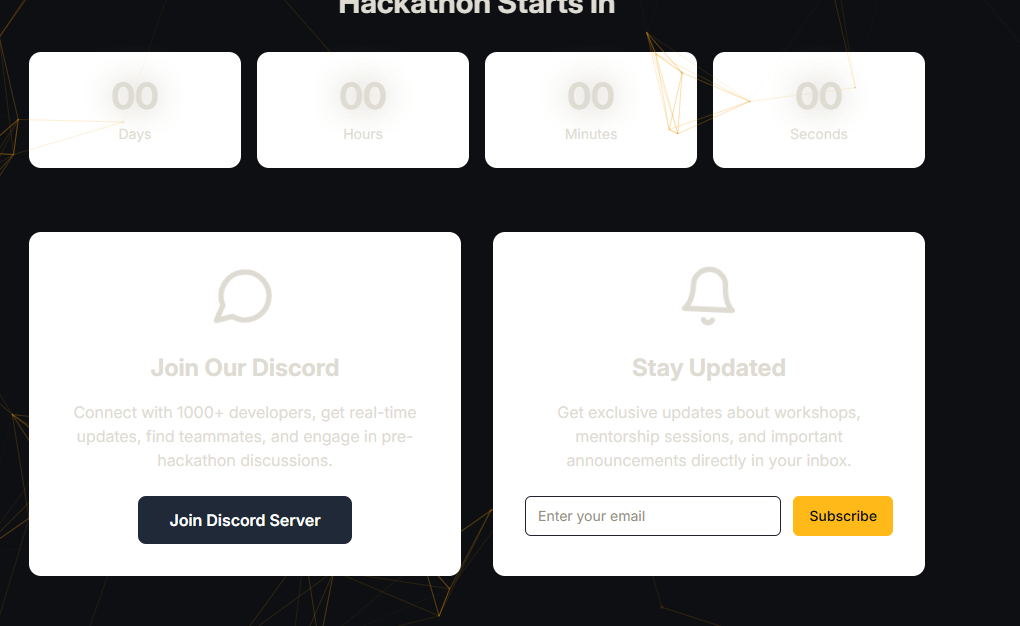 Hackathon Starts In
00 00 00 00
Days Hours Minutes Seconds
Join Our Discord
Connect with 1000+ developers, get real-time
updates, find teammates, and engage in pre-
hackathon discussions.
Join Discord Server
Stay Updated
Get exclusive updates about workshops,
mentorship sessions, and important
announcements directly in your inbox.
Enter your email
Subscribe